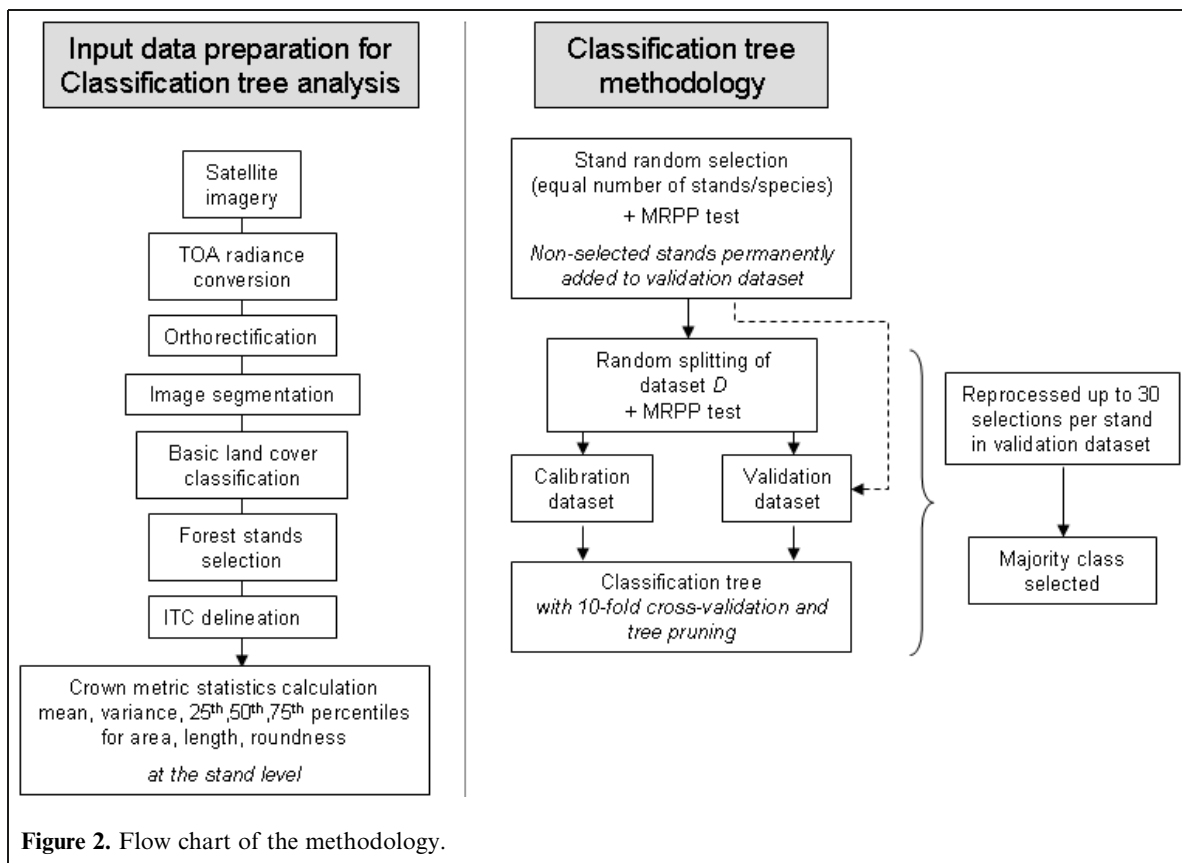 Input data preparation for
Classification tree analysis
Satellite
imagery
TOA radiance
conversion
Orthorectification
Image segmentation
Basic land cover
classification
Forest stands
selection
ITC delineation
Crown metric statistics calculation
mean, variance, 25th,50th,75th percentiles
for area, length, roundness
at the stand level
Classification tree
methodology
Stand random selection
(equal number of stands/species)
+ MRPP test
Non-selected stands permanently
added to validation dataset
Random splitting of
dataset D
+ MRPP test
Calibration
dataset
Validation
dataset
Classification tree
with 10-fold cross-validation and
tree pruning
Reprocessed up to 30
selections per stand
in validation dataset
Majority class
selected
Figure 2. Flow chart of the methodology.